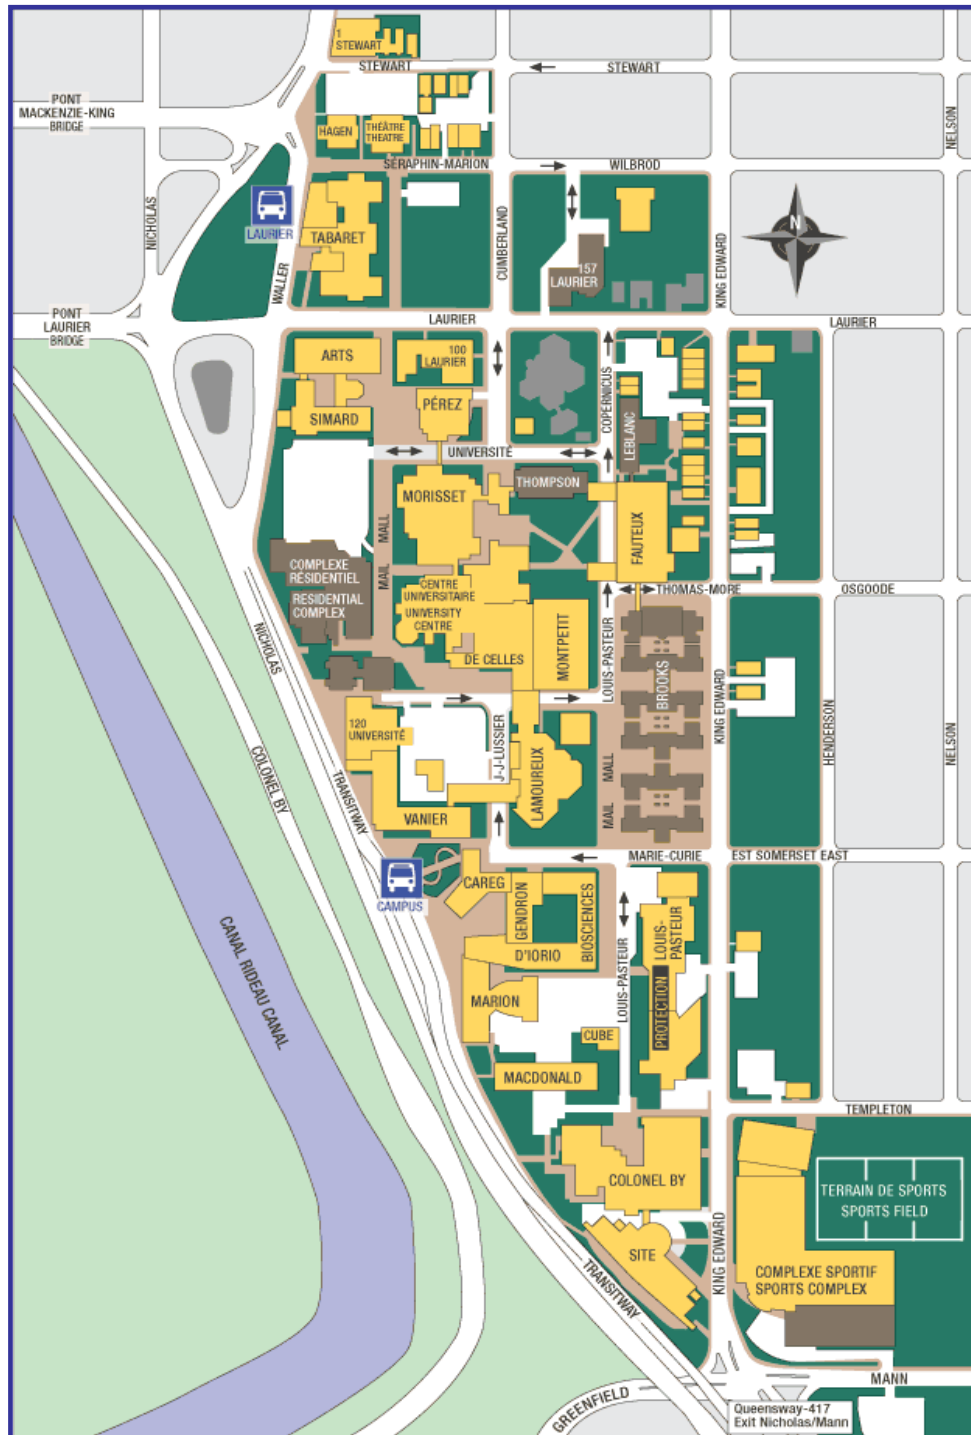 1
STEWART
STEWART
STEWART
PONT
MACKENZIE-KING
BRIDGE
HAGEN
THÉÂTRE
THEATRE
NELSON
SÉRAPHIN-MARION
WILBROD
NICHOLAS
LAURIER
TABARET
CUMBERLAND
157
LAURIER
KING EDWARD
N
WALLER
PONT
LAURIER
BRIDGE
LAURIER
LAURIER
ARTS
100
LAURIER
COPERNICUS
PÉREZ
SIMARD
LEBLANC
UNIVERSITÉ
THOMPSON
MORISSET
MALL
FAUTEUX
COMPLEXE
RÉSIDENTIEL
MAIL
RESIDENTIAL
COMPLEX
CENTRE
UNIVERSITAIRE
UNIVERSITY
CENTRE
THOMAS-MORE
OSGOODE
NICHOLAS
MONTPETIT
LOUIS-PASTEUR
DE CELLES
BROOKS
KING EDWARD
HENDERSON
NELSON
120
UNIVERSITÉ
J-J-LUSSIER
LAMOUREUX
MALL
COLONEL BY
TRANSITWAY
VANIER
MAIL
MARIE-CURIE
EST SOMERSET EAST
CAMPUS
CAREG
GENDRON
BIOSCIENCES
LOUIS-
PASTEUR
D'IORIO
LOUIS-PASTEUR
CANAL RIDEAU CANAL
MARION
PROTECTION
CUBE
MACDONALD
TEMPLETON
COLONEL BY
TERRAIN DE SPORTS
SPORTS FIELD
SITE
KING EDWARD
TRANSITWAY
COMPLEXE SPORTIF
SPORTS COMPLEX
MANN
GREENFIELD
Queensway-417
Exit Nicholas/Mann